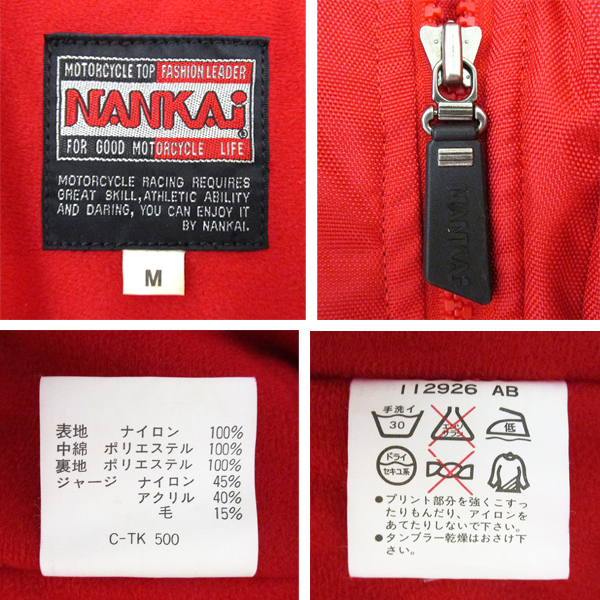 MOTORCYCLE TOP FASHION LEADER
NANKAi
®
FOR GOOD MOTORCYCLE LIFE
MOTORCYCLE RACING REQUIRES
GREAT SKILL, ATHLETIC ABILITY
AND DARING, YOU CAN ENJOY IT
BY NANKAI.
M
NANKAI
表地 ナイロン 100%
中綿 ポリエステル 100%
裏地 ポリエステル 100%
ジャージ ナイロン 45%
アクリル 40%
毛 15%
C-TK 500
112926 AB
手洗イ
30
エンソ
サラシ
低
ドライ
セキユ系
●プリント部分を強くこすっ
たりもんだり、アイロンを
あてたりしないで下さい。
●タンブラー乾燥はおさけ下
さい。